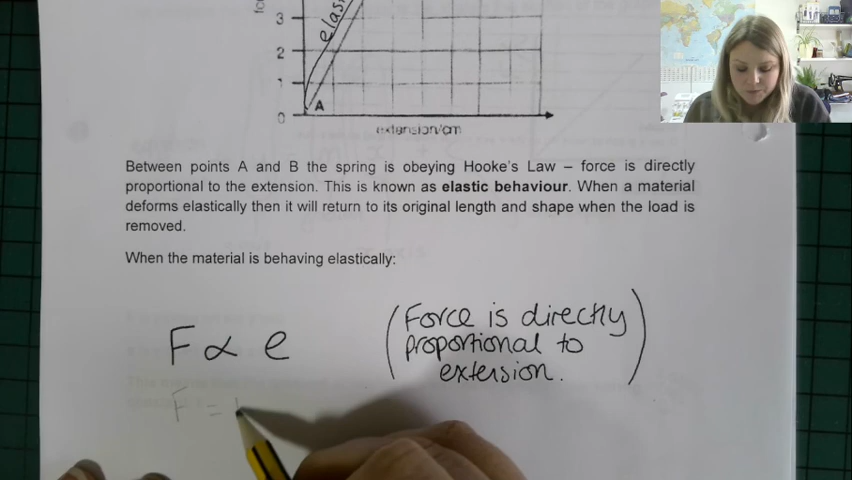 3
elas
2
1
A
0
extension/cm
Between points A and B the spring is obeying Hooke's Law – force is directly
proportional to the extension. This is known as elastic behaviour. When a material
deforms elastically then it will return to its original length and shape when the load is
removed.
When the material is behaving elastically:
F ∝ e
(Force is directly
proportional to
extension.)
F =